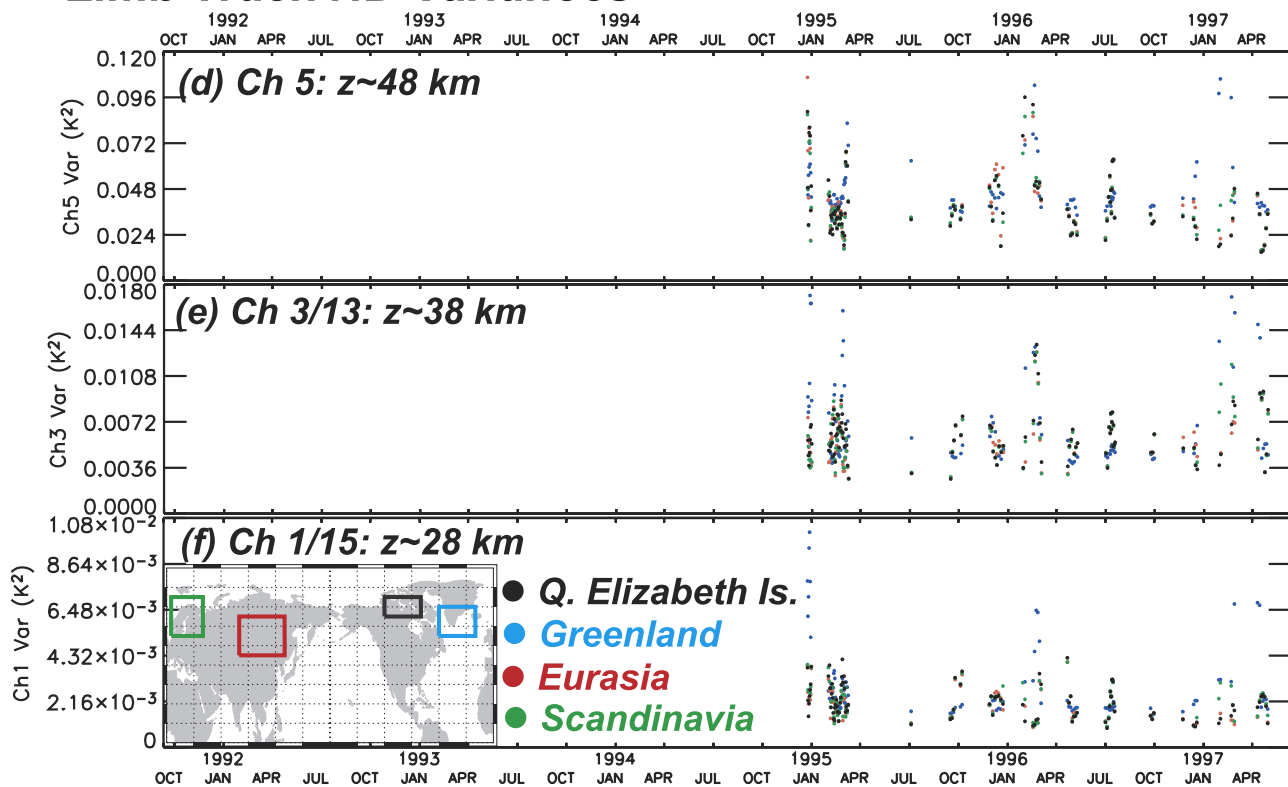 1992 1993 1994 1995 1996 1997
OCT JAN APR JUL OCT JAN APR JUL OCT JAN APR JUL OCT JAN APR JUL OCT JAN APR JUL OCT JAN APR
0.120
0.096
0.072
0.048
0.024
0.000
Ch5 Var (K²)
(d) Ch 5: z~48 km
0.0180
0.0144
0.0108
0.0072
0.0036
0.0000
Ch3 Var (K²)
(e) Ch 3/13: z~38 km
1.08×10⁻²
8.64×10⁻³
6.48×10⁻³
4.32×10⁻³
2.16×10⁻³
0
Ch1 Var (K²)
(f) Ch 1/15: z~28 km
Q. Elizabeth Is.
Greenland
Eurasia
Scandinavia
1992 1993 1994 1995 1996 1997
OCT JAN APR JUL OCT JAN APR JUL OCT JAN APR JUL OCT JAN APR JUL OCT JAN APR JUL OCT JAN APR